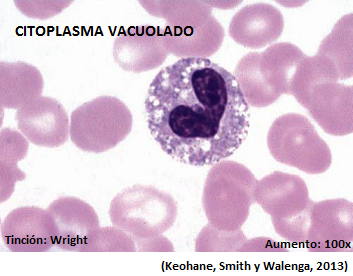 CITOPLASMA VACUOLADO
Tinción: Wright
Aumento: 100x
(Keohane, Smith y Walenga, 2013)